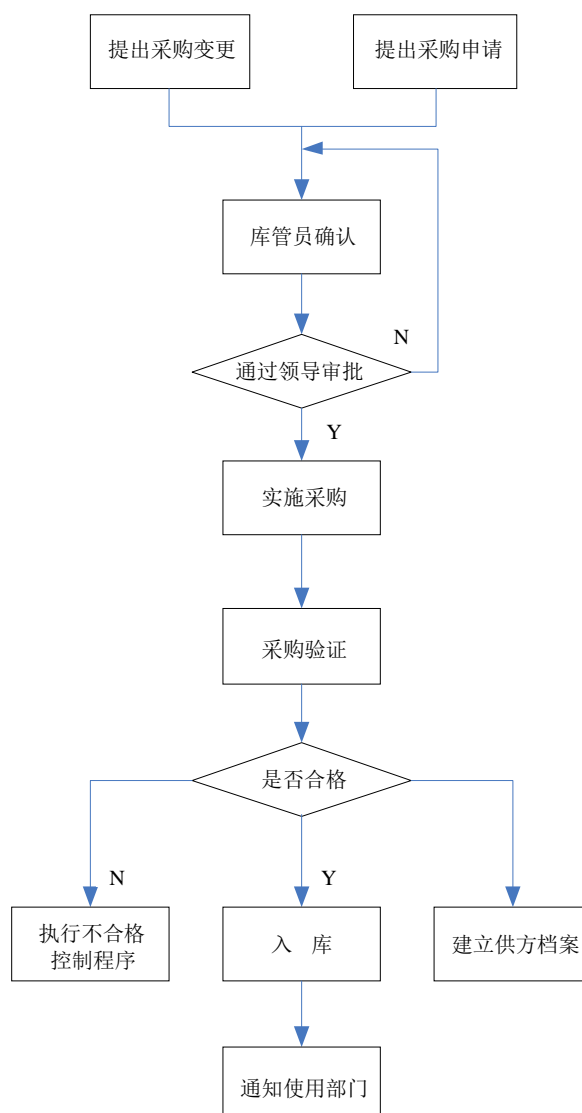 提出采购变更
提出采购申请
库管员确认
N
通过领导审批
Y
实施采购
采购验证
是否合格
N
Y
执行不合格
控制程序
入 库
建立供方档案
通知使用部门